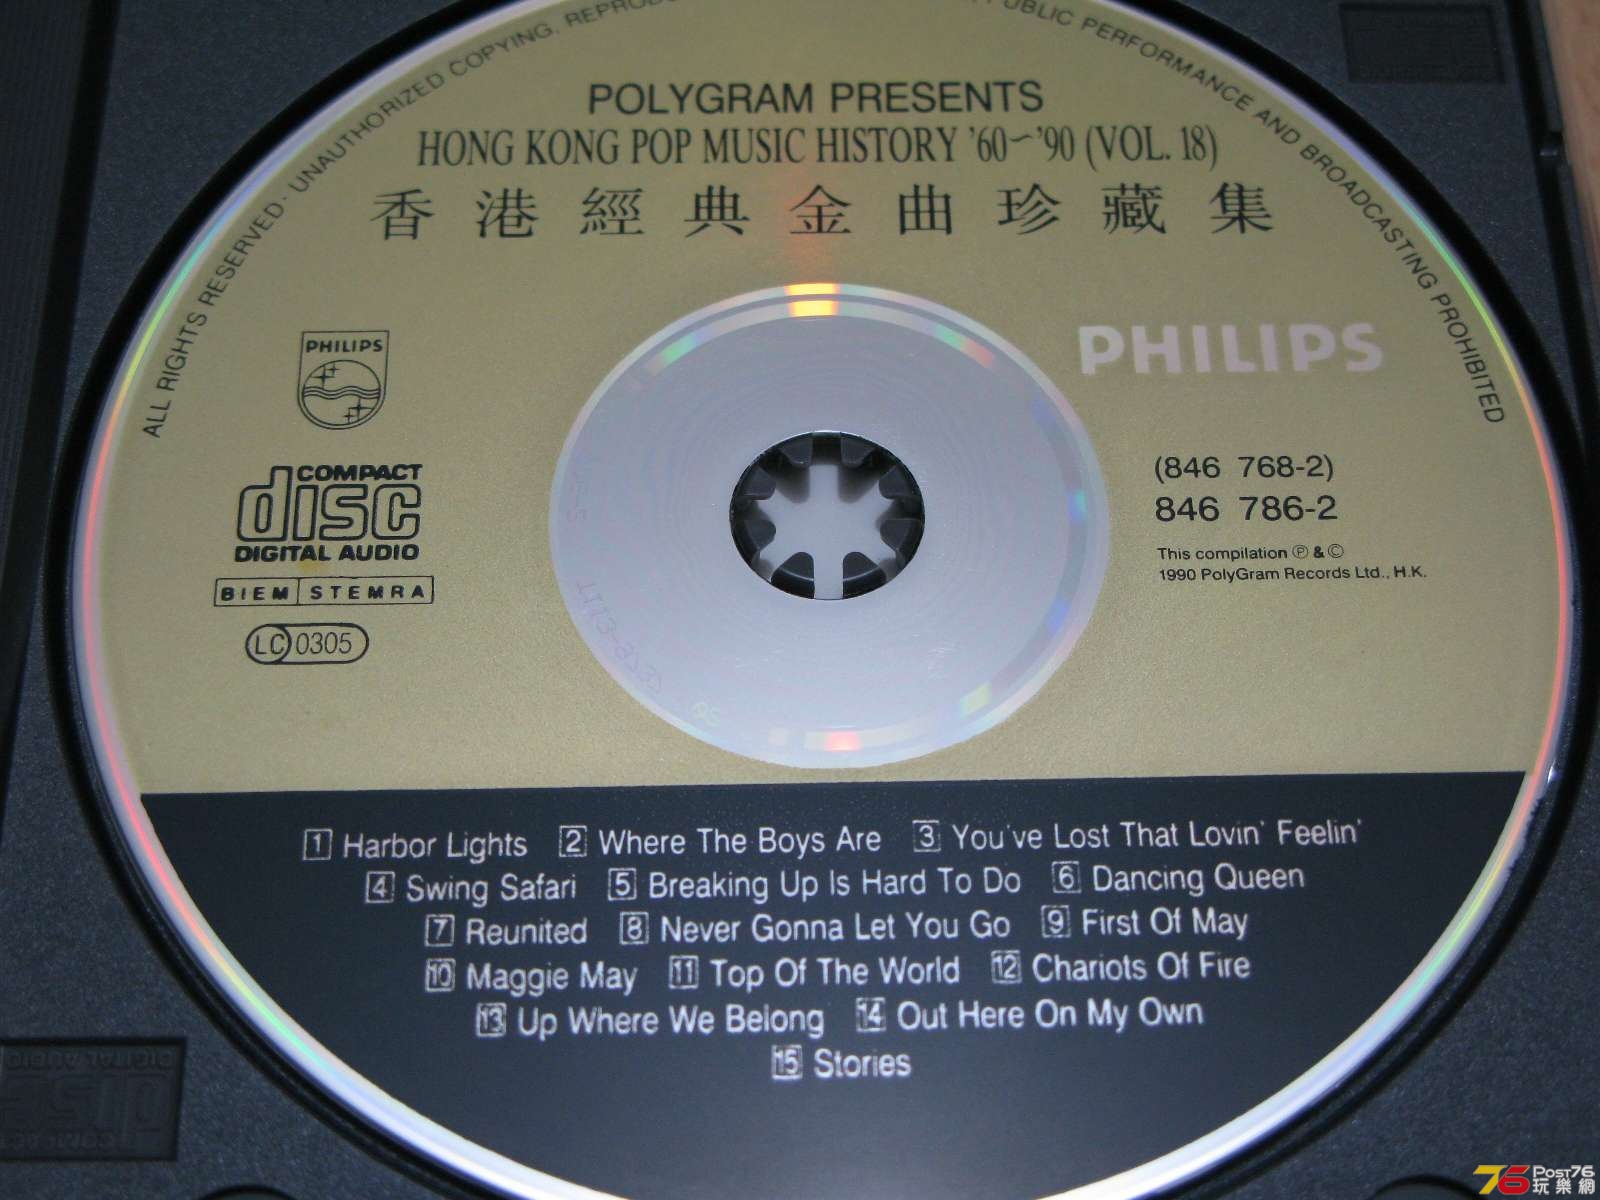 ALL RIGHTS RESERVED · UNAUTHORIZED COPYING, PUBLIC PERFORMANCE AND BROADCASTING PROHIBITED
POLYGRAM PRESENTS
HONG KONG POP MUSIC HISTORY '60~'90 (VOL. 18)
香港經典金曲珍藏集
PHILIPS
PHILIPS
COMPACT
disc
DIGITAL AUDIO
BIEM STEMRA
LC 0305
(846 768-2)
846 786-2
This compilation Ⓟ & ©
1990 PolyGram Records Ltd., H.K.
1 Harbor Lights 2 Where The Boys Are 3 You've Lost That Lovin' Feelin'
4 Swing Safari 5 Breaking Up Is Hard To Do 6 Dancing Queen
7 Reunited 8 Never Gonna Let You Go 9 First Of May
10 Maggie May 11 Top Of The World 12 Chariots Of Fire
13 Up Where We Belong 14 Out Here On My Own
15 Stories
Post76
玩樂網